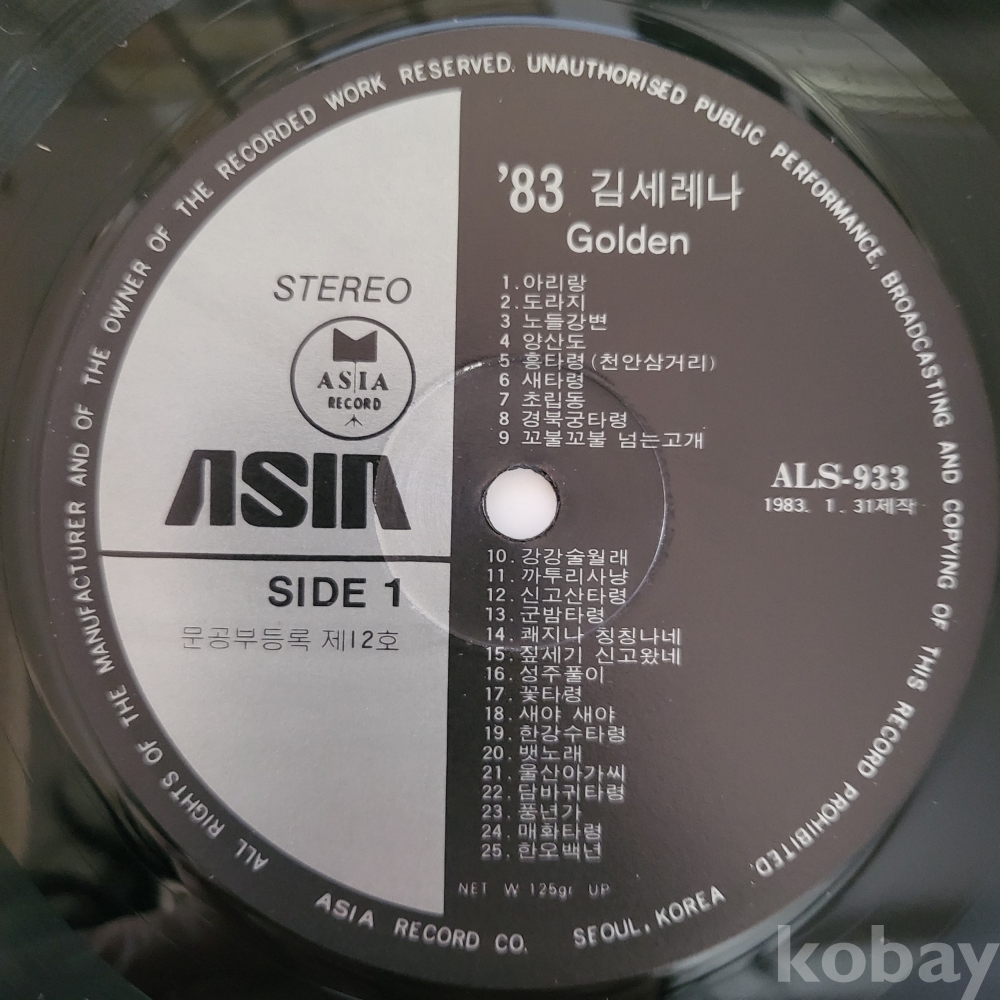 ALL RIGHTS OF THE MANUFACTURER AND OF THE OWNER OF THE RECORDED WORK RESERVED. UNAUTHORISED PUBLIC PERFORMANCE, BROADCASTING AND COPYING OF THIS RECORD PROHIBITED.
'83 김세레나
Golden
STEREO
ASIA
RECORD
ASIA
SIDE 1
문공부등록 제12호
1.아리랑
2.도라지
3 노들강변
4 양산도
5 흥타령(천안삼거리)
6 새타령
7 초립동
8 경복궁타령
9 꼬불꼬불 넘는고개
ALS-933
1983. 1. 31제작
10.강강술월래
11.까투리사냥
12.신고산타령
13.군밤타령
14.쾌지나 칭칭나네
15.짚세기 신고왔네
16.성주풀이
17.꽃타령
18.새야 새야
19.한강수타령
20.뱃노래
21.울산아가씨
22.담바귀타령
23.풍년가
24.매화타령
25.한오백년
NET W 125gr UP
ASIA RECORD CO. SEOUL, KOREA
kobay